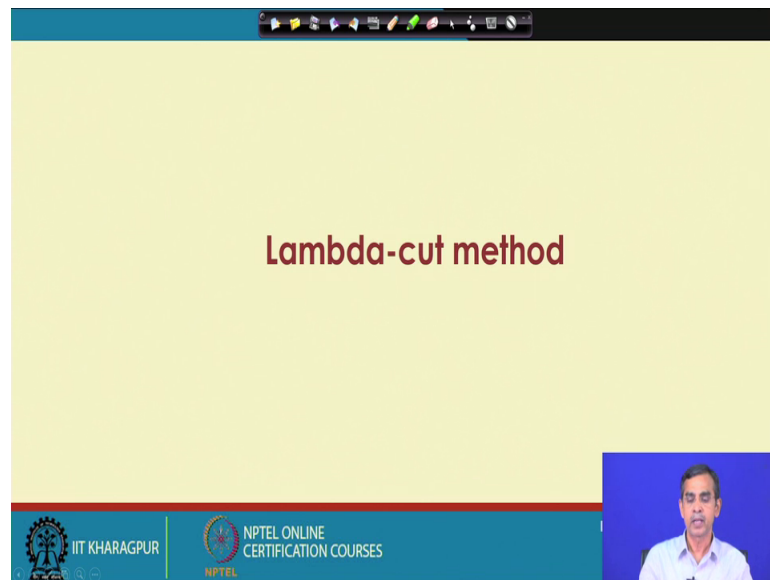 Lambda-cut method
IIT KHARAGPUR
NPTEL ONLINE
CERTIFICATION COURSES
NPTEL